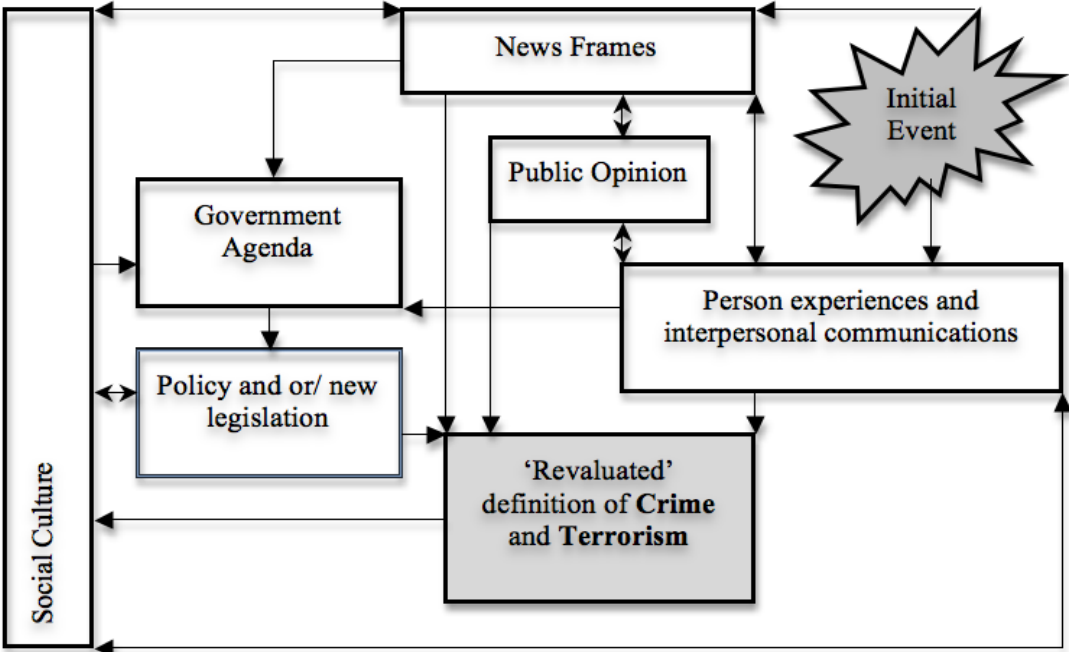 News Frames
Initial
Event
Public Opinion
Government
Agenda
Person experiences and
interpersonal communications
Policy and or/ new
legislation
‘Revaluated’
definition of Crime
and Terrorism
Social Culture